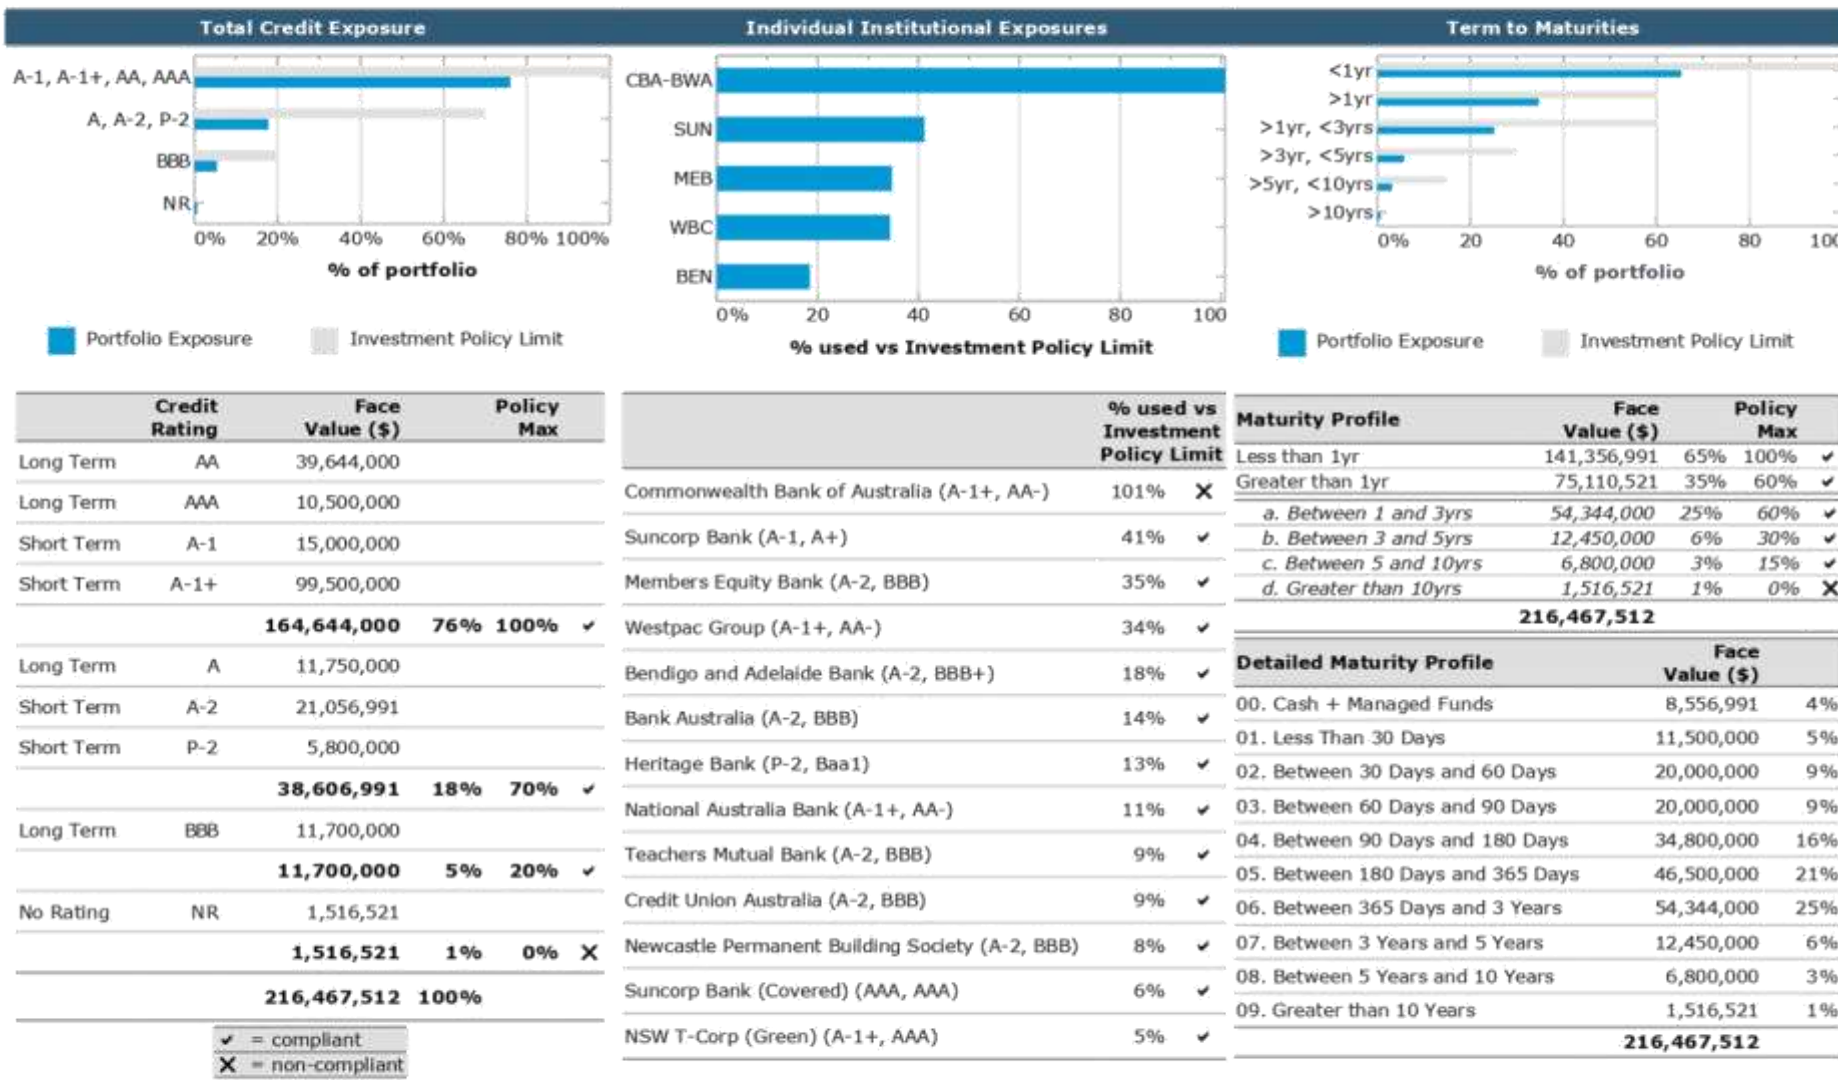 Total Credit Exposure
A-1, A-1+, AA, AAA
A, A-2, P-2
BBB
NR
0% 20% 40% 60% 80% 100%
% of portfolio
Portfolio Exposure Investment Policy Limit
Credit Rating Face Value ($) Policy Max
Long Term AA 39,644,000
Long Term AAA 10,500,000
Short Term A-1 15,000,000
Short Term A-1+ 99,500,000
164,644,000 76% 100% ✔
Long Term A 11,750,000
Short Term A-2 21,056,991
Short Term P-2 5,800,000
38,606,991 18% 70% ✔
Long Term BBB 11,700,000
11,700,000 5% 20% ✔
No Rating NR 1,516,521
1,516,521 1% 0% ✕
216,467,512 100%
✔ = compliant
✕ = non-compliant
Individual Institutional Exposures
CBA-BWA
SUN
MEB
WBC
BEN
0% 20 40 60 80 100
% used vs Investment Policy Limit
% used vs
Investment
Policy Limit
Commonwealth Bank of Australia (A-1+, AA-) 101% ✕
Suncorp Bank (A-1, A+) 41% ✔
Members Equity Bank (A-2, BBB) 35% ✔
Westpac Group (A-1+, AA-) 34% ✔
Bendigo and Adelaide Bank (A-2, BBB+) 18% ✔
Bank Australia (A-2, BBB) 14% ✔
Heritage Bank (P-2, Baa1) 13% ✔
National Australia Bank (A-1+, AA-) 11% ✔
Teachers Mutual Bank (A-2, BBB) 9% ✔
Credit Union Australia (A-2, BBB) 9% ✔
Newcastle Permanent Building Society (A-2, BBB) 8% ✔
Suncorp Bank (Covered) (AAA, AAA) 6% ✔
NSW T-Corp (Green) (A-1+, AAA) 5% ✔
Term to Maturities
<1yr
>1yr
>1yr, <3yrs
>3yr, <5yrs
>5yr, <10yrs
>10yrs
0% 20 40 60 80 100
% of portfolio
Portfolio Exposure Investment Policy Limit
Maturity Profile Face Value ($) Policy Max
Less than 1yr 141,356,991 65% 100% ✔
Greater than 1yr 75,110,521 35% 60% ✔
a. Between 1 and 3yrs 54,344,000 25% 60% ✔
b. Between 3 and 5yrs 12,450,000 6% 30% ✔
c. Between 5 and 10yrs 6,800,000 3% 15% ✔
d. Greater than 10yrs 1,516,521 1% 0% ✕
216,467,512
Detailed Maturity Profile Face Value ($)
00. Cash + Managed Funds 8,556,991 4%
01. Less Than 30 Days 11,500,000 5%
02. Between 30 Days and 60 Days 20,000,000 9%
03. Between 60 Days and 90 Days 20,000,000 9%
04. Between 90 Days and 180 Days 34,800,000 16%
05. Between 180 Days and 365 Days 46,500,000 21%
06. Between 365 Days and 3 Years 54,344,000 25%
07. Between 3 Years and 5 Years 12,450,000 6%
08. Between 5 Years and 10 Years 6,800,000 3%
09. Greater than 10 Years 1,516,521 1%
216,467,512